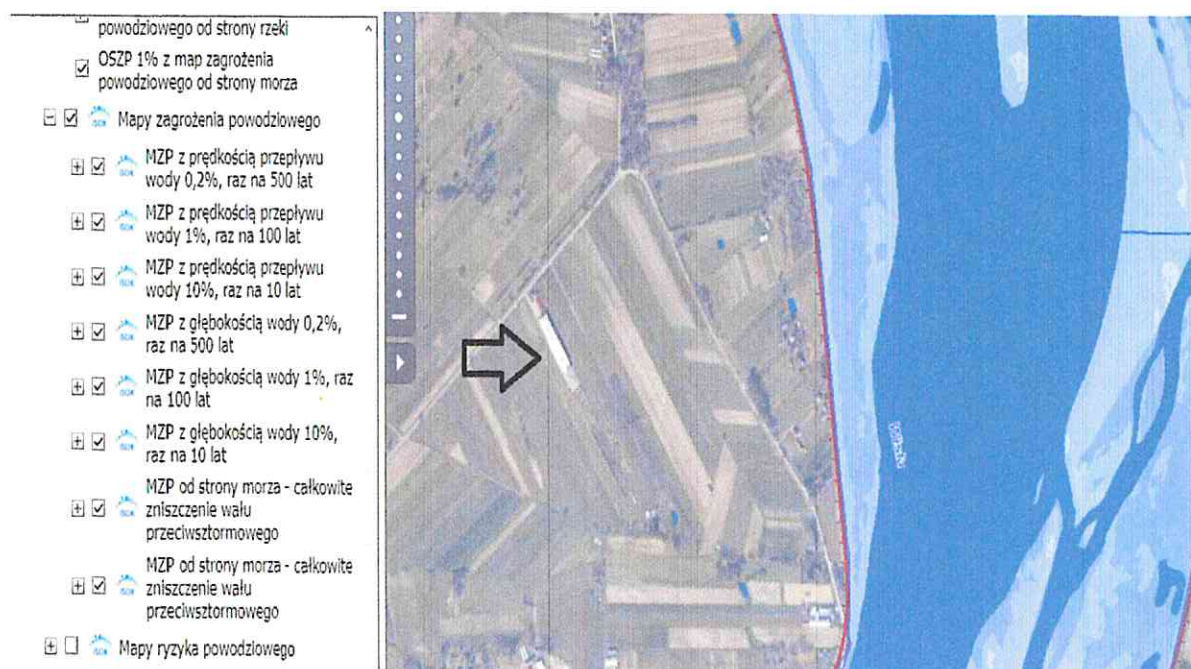 powodziowego od strony rzeki
OSZP 1% z map zagrożenia
powodziowego od strony morza
Mapy zagrożenia powodziowego
MZP z prędkością przepływu
wody 0,2%, raz na 500 lat
MZP z prędkością przepływu
wody 1%, raz na 100 lat
MZP z prędkością przepływu
wody 10%, raz na 10 lat
MZP z głębokością wody 0,2%,
raz na 500 lat
MZP z głębokością wody 1%, raz
na 100 lat
MZP z głębokością wody 10%,
raz na 10 lat
MZP od strony morza - całkowite
zniszczenie wału
przeciwsztormowego
MZP od strony morza - całkowite
zniszczenie wału
przeciwsztormowego
Mapy ryzyka powodziowego